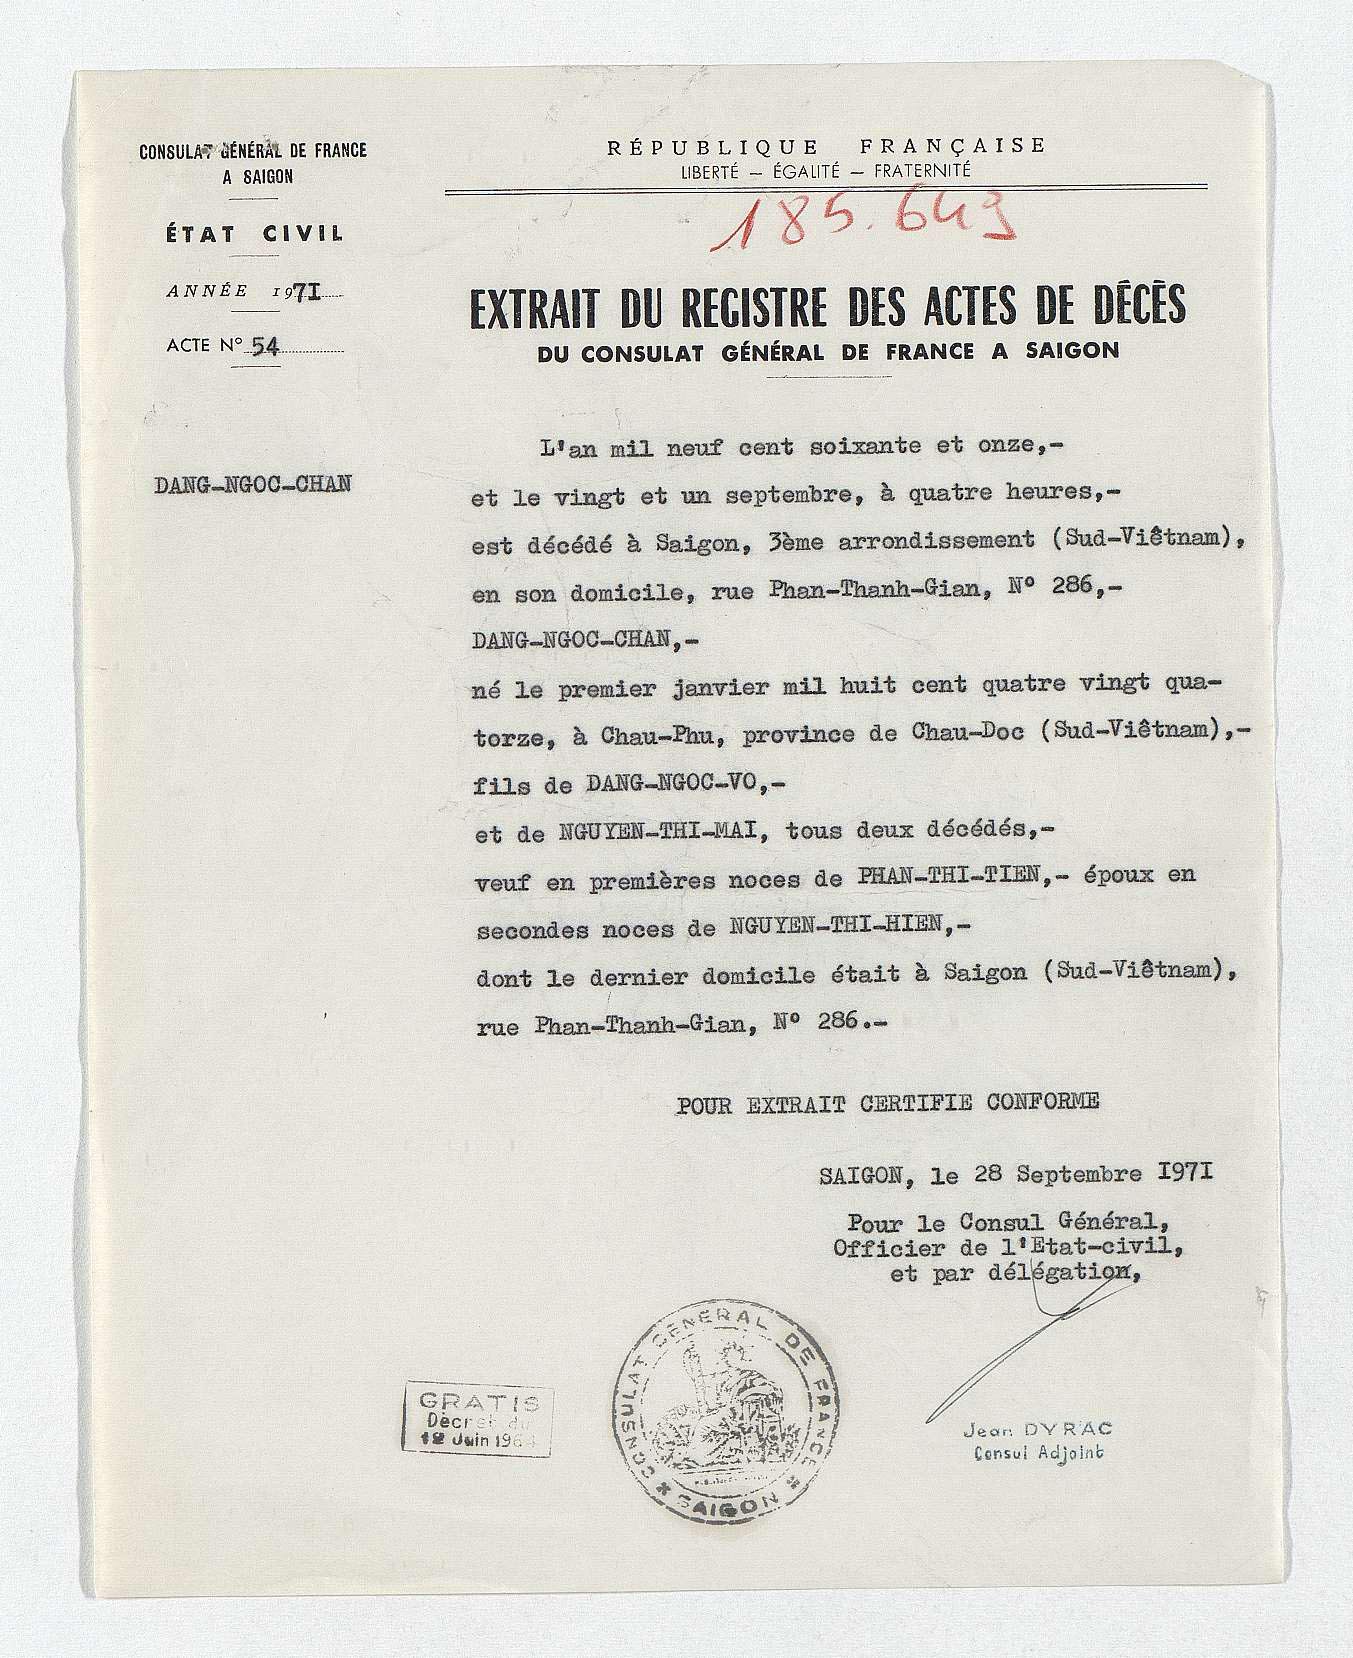 CONSULAT GÉNÉRAL DE FRANCE
A SAIGON
ÉTAT CIVIL
ANNÉE 1971
ACTE N° 54
DANG-NGOC-CHAN
RÉPUBLIQUE FRANÇAISE
LIBERTÉ — ÉGALITÉ — FRATERNITÉ
185.649
EXTRAIT DU REGISTRE DES ACTES DE DÉCÈS
DU CONSULAT GÉNÉRAL DE FRANCE A SAIGON
L'an mil neuf cent soixante et onze,-
et le vingt et un septembre, à quatre heures,-
est décédé à Saigon, 3ème arrondissement (Sud-Viêtnam),
en son domicile, rue Phan-Thanh-Gian, N° 286,-
DANG-NGOC-CHAN,-
né le premier janvier mil huit cent quatre vingt qua-
torze, à Chau-Phu, province de Chau-Doc (Sud-Viêtnam),-
fils de DANG-NGOC-VO,-
et de NGUYEN-THI-MAI, tous deux décédés,-
veuf en premières noces de PHAN-THI-TIEN,- époux en
secondes noces de NGUYEN-THI-HIEN,-
dont le dernier domicile était à Saigon (Sud-Viêtnam),
rue Phan-Thanh-Gian, N° 286.-
POUR EXTRAIT CERTIFIE CONFORME
SAIGON, le 28 Septembre 1971
Pour le Consul Général,
Officier de l'Etat-civil,
et par délégation,
CONSULAT GENERAL DE FRANCE
* SAIGON *
GRATIS
Décret du
12 Juin 1964
Jean DYRAC
Consul Adjoint